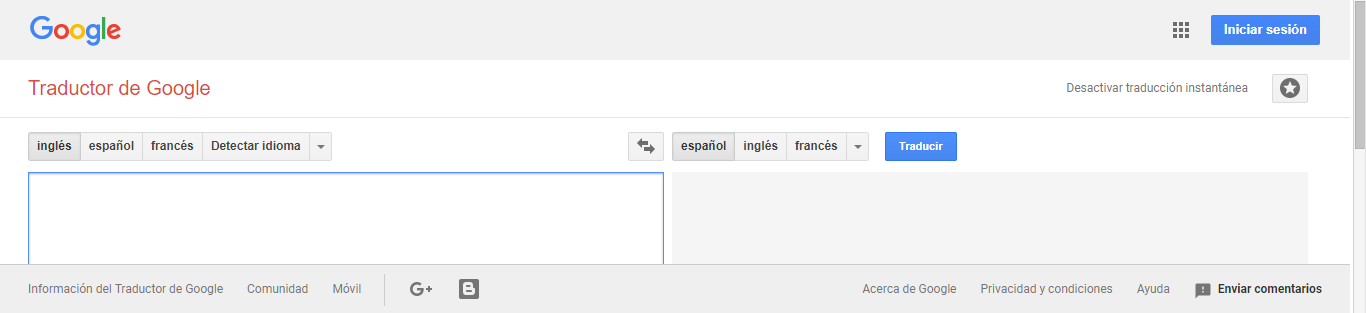 Google
Iniciar sesión
Traductor de Google
Desactivar traducción instantánea
inglés español francés Detectar idioma
español inglés francés
Traducir
Información del Traductor de Google Comunidad Móvil G+ B
Acerca de Google Privacidad y condiciones Ayuda Enviar comentarios